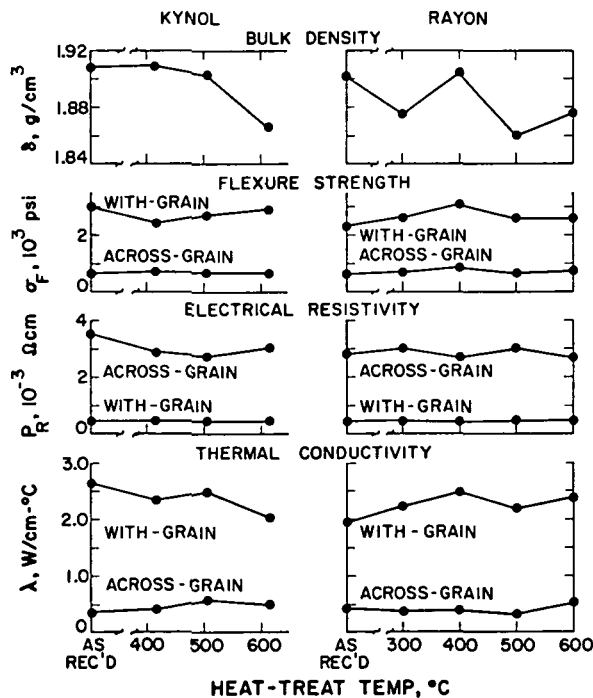 KYNOL RAYON
BULK DENSITY
1.92
1.88
1.84
δ, g/cm³
FLEXURE STRENGTH
WITH-GRAIN
ACROSS-GRAIN
WITH-GRAIN
ACROSS-GRAIN
2
0
σF, 10³ psi
ELECTRICAL RESISTIVITY
4
2
0
ACROSS-GRAIN
WITH-GRAIN
ACROSS-GRAIN
WITH-GRAIN
PR, 10⁻³ Ωcm
THERMAL CONDUCTIVITY
3.0
2.0
0.5
0
WITH-GRAIN
ACROSS-GRAIN
WITH-GRAIN
ACROSS-GRAIN
λ, W/cm-°C
AS 400 500 600 AS 300 400 500 600
REC'D REC'D
HEAT-TREAT TEMP, °C